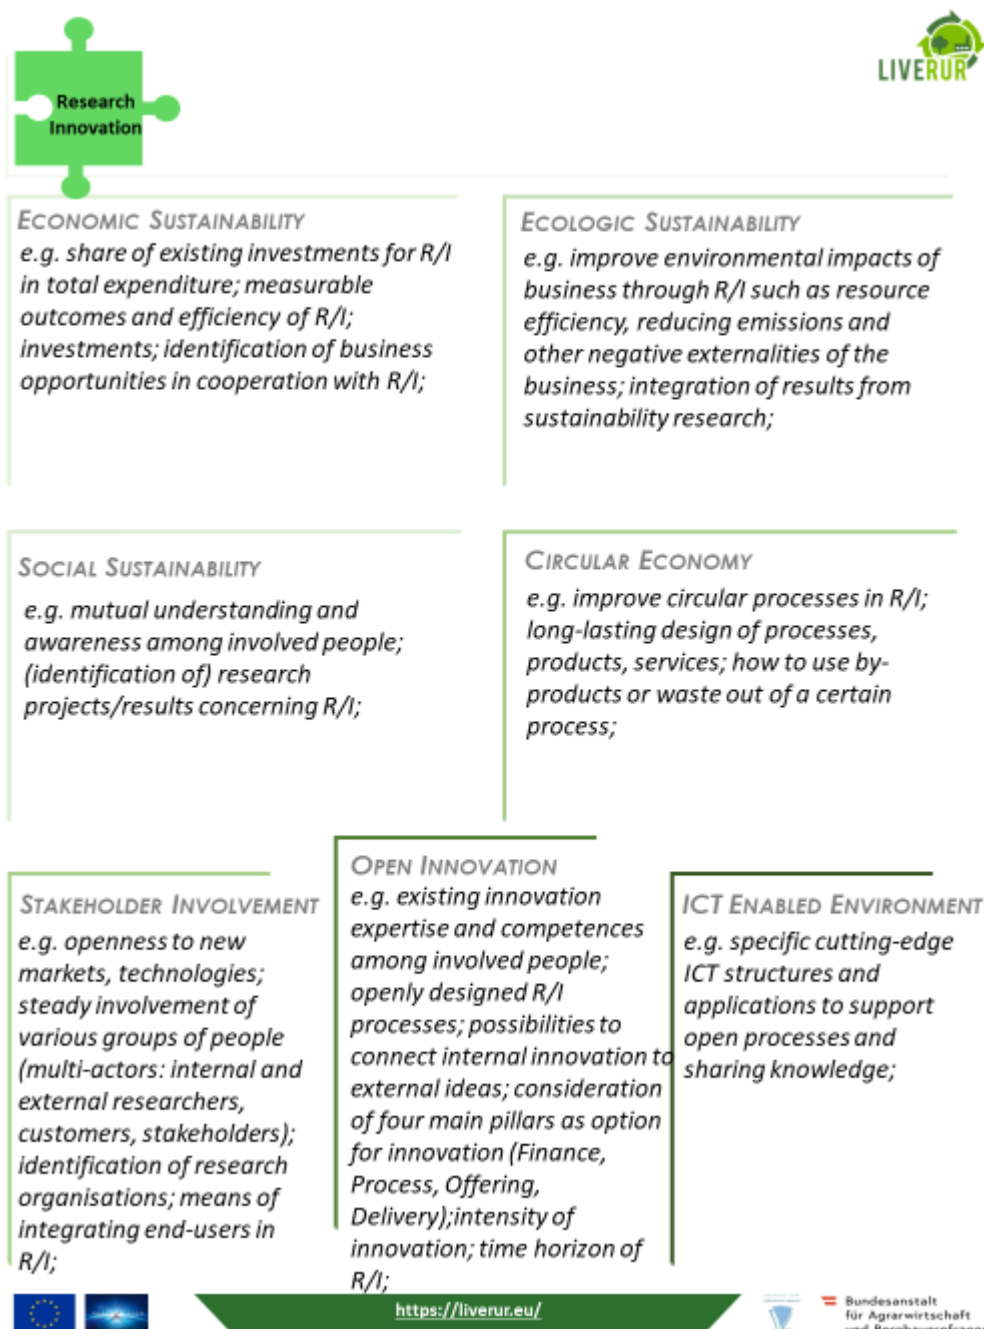 LIVERUR
Research
Innovation
ECONOMIC SUSTAINABILITY
e.g. share of existing investments for R/I
in total expenditure; measurable
outcomes and efficiency of R/I;
investments; identification of business
opportunities in cooperation with R/I;
ECOLOGIC SUSTAINABILITY
e.g. improve environmental impacts of
business through R/I such as resource
efficiency, reducing emissions and
other negative externalities of the
business; integration of results from
sustainability research;
SOCIAL SUSTAINABILITY
e.g. mutual understanding and
awareness among involved people;
(identification of) research
projects/results concerning R/I;
CIRCULAR ECONOMY
e.g. improve circular processes in R/I;
long-lasting design of processes,
products, services; how to use by-
products or waste out of a certain
process;
STAKEHOLDER INVOLVEMENT
e.g. openness to new
markets, technologies;
steady involvement of
various groups of people
(multi-actors: internal and
external researchers,
customers, stakeholders);
identification of research
organisations; means of
integrating end-users in
R/I;
OPEN INNOVATION
e.g. existing innovation
expertise and competences
among involved people;
openly designed R/I
processes; possibilities to
connect internal innovation to
external ideas; consideration
of four main pillars as option
for innovation (Finance,
Process, Offering,
Delivery);intensity of
innovation; time horizon of
R/I;
ICT ENABLED ENVIRONMENT
e.g. specific cutting-edge
ICT structures and
applications to support
open processes and
sharing knowledge;
https://liverur.eu/
Bundesanstalt
für Agrarwirtschaft